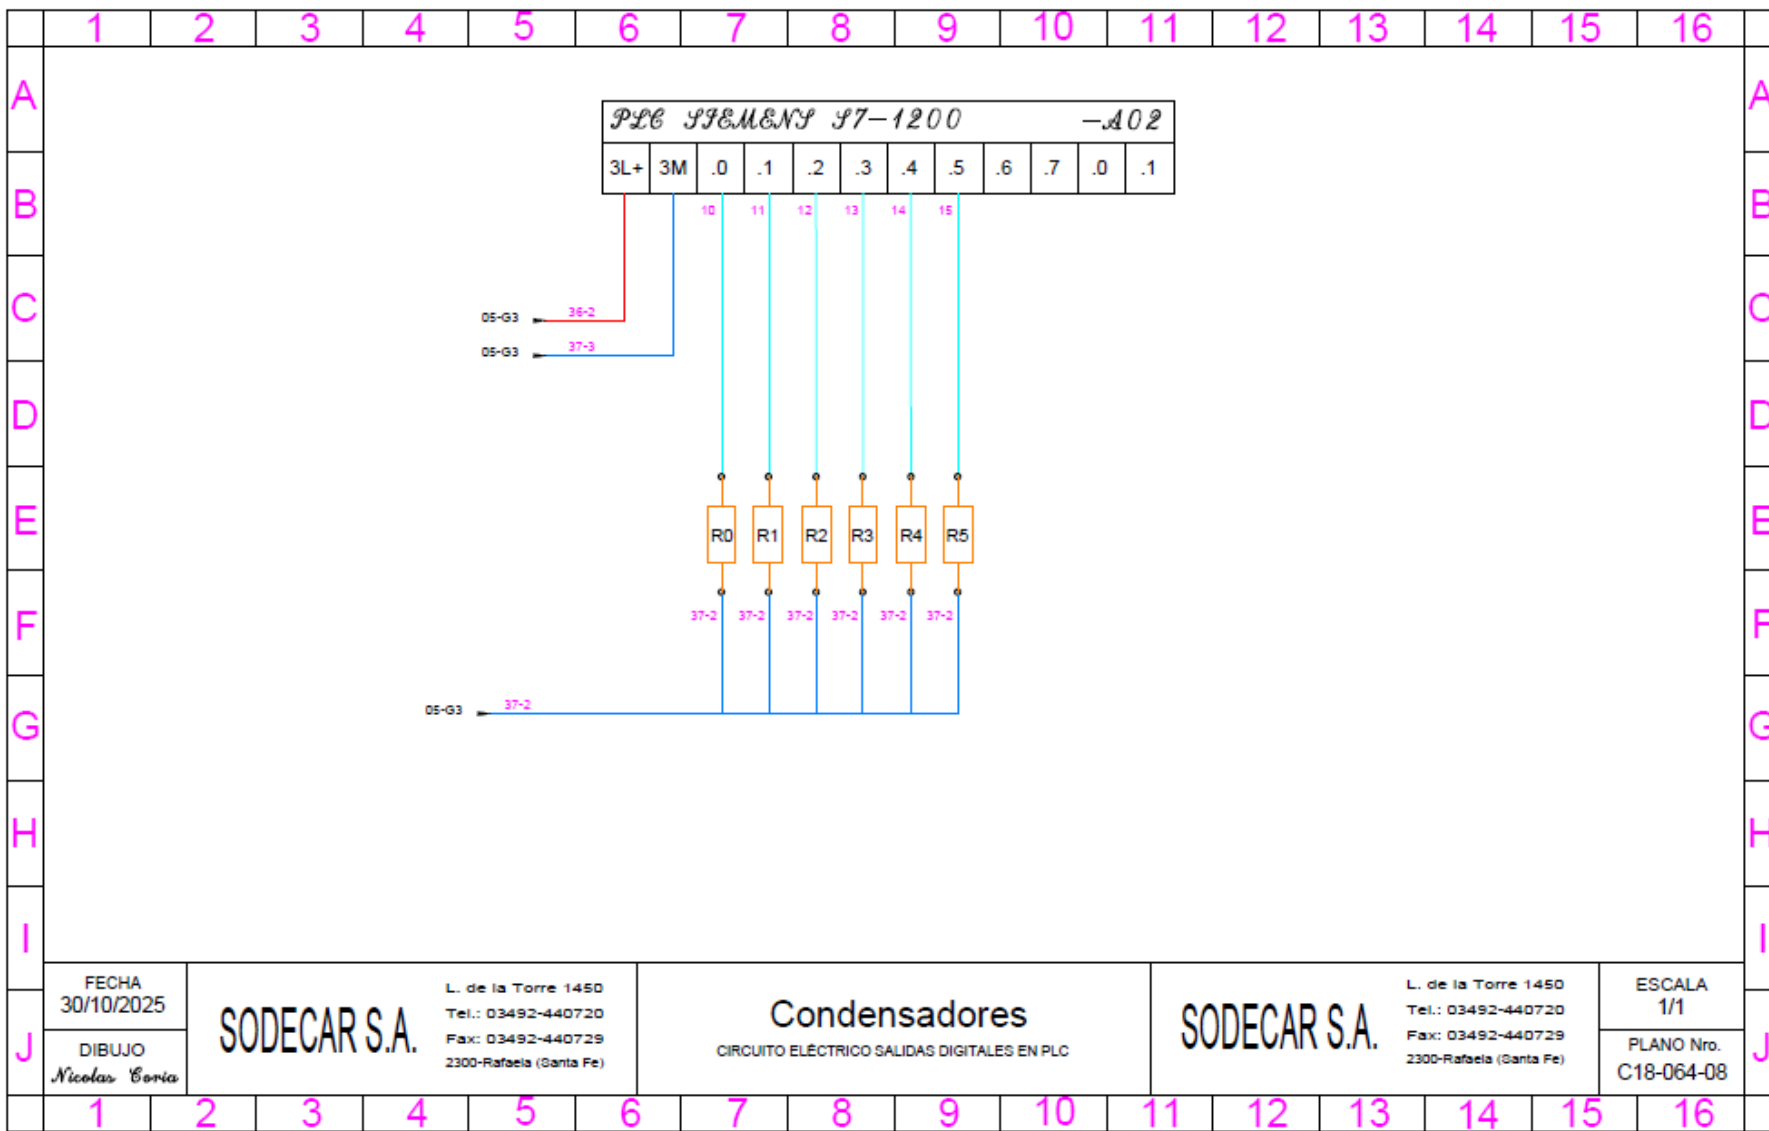 1 2 3 4 5 6 7 8 9 10 11 12 13 14 15 16
A A
PLC SIEMENS S7-1200 -A02
3L+ 3M .0 .1 .2 .3 .4 .5 .6 .7 .0 .1
B B
10 11 12 13 14 15
C C
05-G3 36-2
05-G3 37-3
D D
E E
R0 R1 R2 R3 R4 R5
F F
37-2 37-2 37-2 37-2 37-2 37-2
G G
05-G3 37-2
H H
I I
J J
FECHA
30/10/2025
DIBUJO
Nicolas Coria
SODECAR S.A.
L. de la Torre 1450
Tel.: 03492-440720
Fax: 03492-440729
2300-Rafaela (Santa Fe)
Condensadores
CIRCUITO ELÉCTRICO SALIDAS DIGITALES EN PLC
SODECAR S.A.
L. de la Torre 1450
Tel.: 03492-440720
Fax: 03492-440729
2300-Rafaela (Santa Fe)
ESCALA
1/1
PLANO Nro.
C18-064-08
1 2 3 4 5 6 7 8 9 10 11 12 13 14 15 16